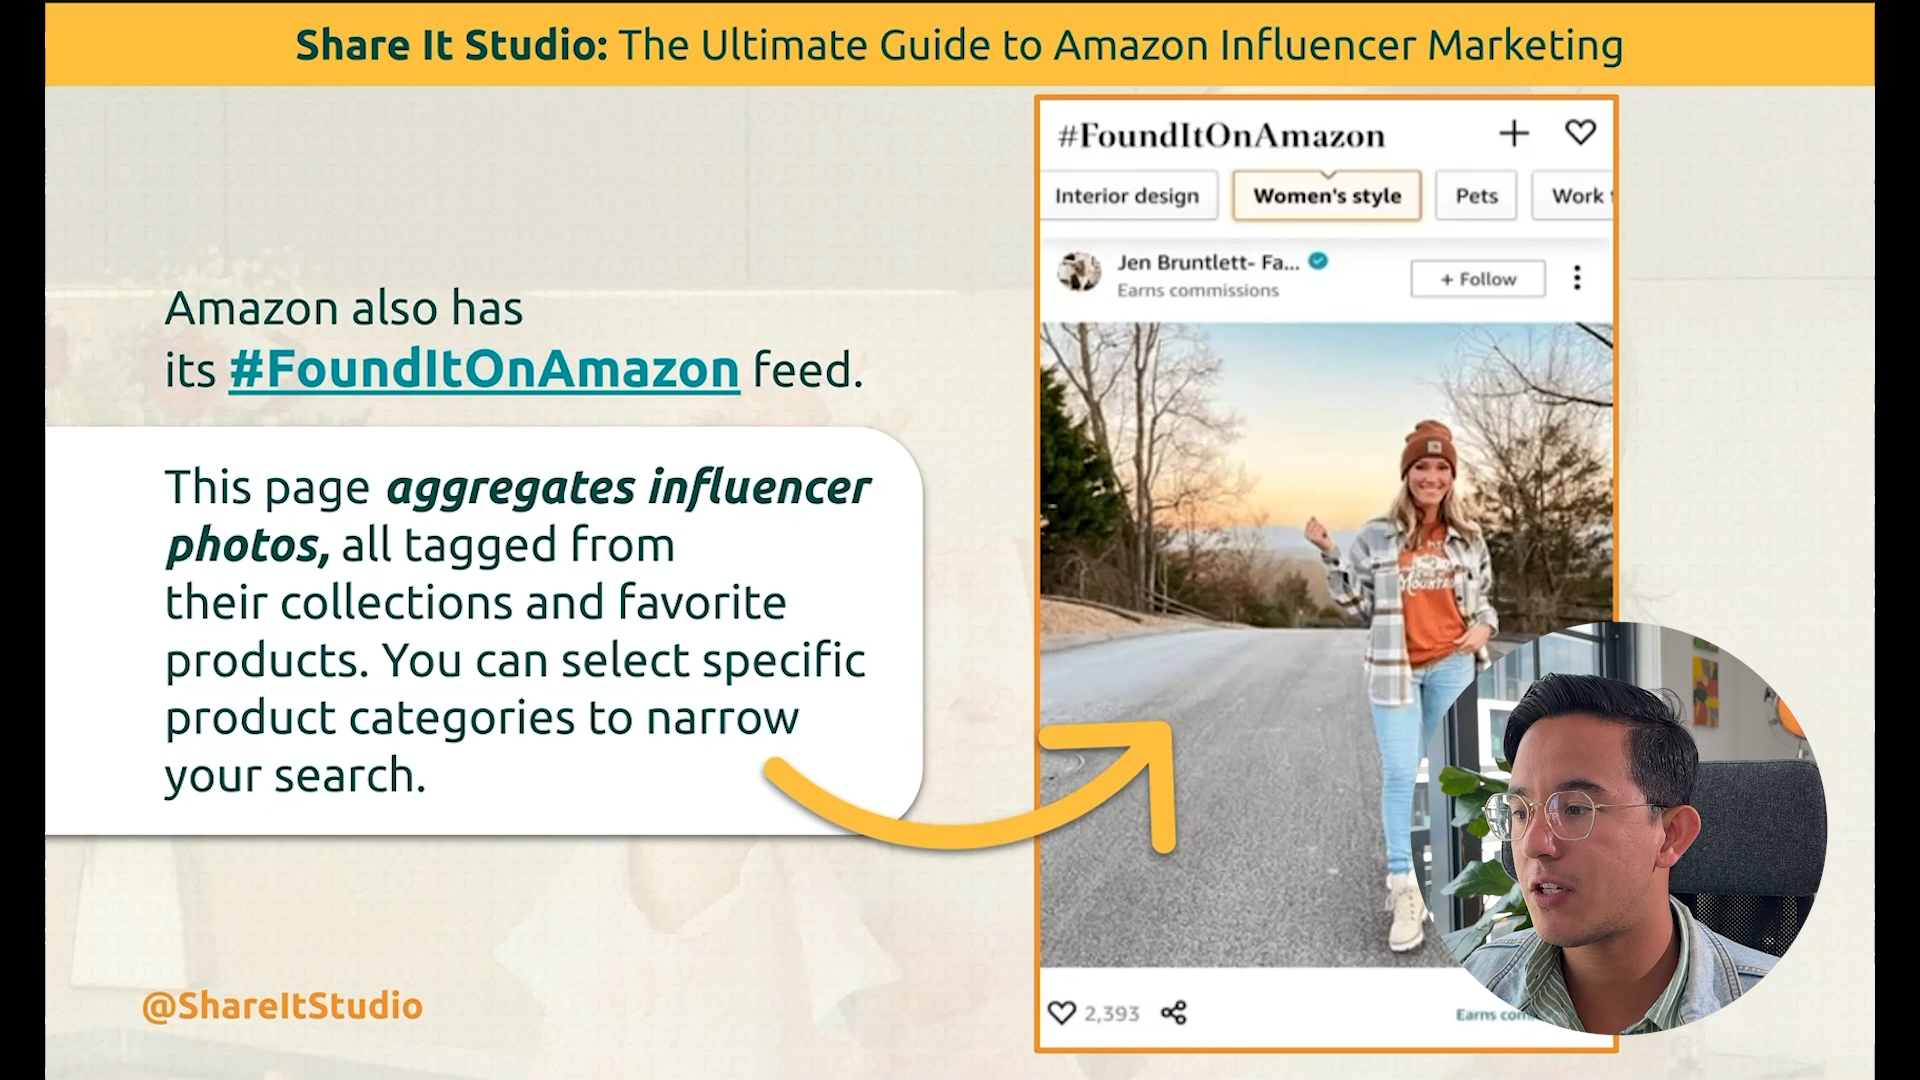 Share It Studio: The Ultimate Guide to Amazon Influencer Marketing
Amazon also has
its #FoundItOnAmazon feed.
This page aggregates influencer
photos, all tagged from
their collections and favorite
products. You can select specific
product categories to narrow
your search.
@ShareItStudio
#FoundItOnAmazon
Interior design
Women's style
Pets
Work
Jen Bruntlett- Fa...
Earns commissions
+ Follow
2,393
Earns com